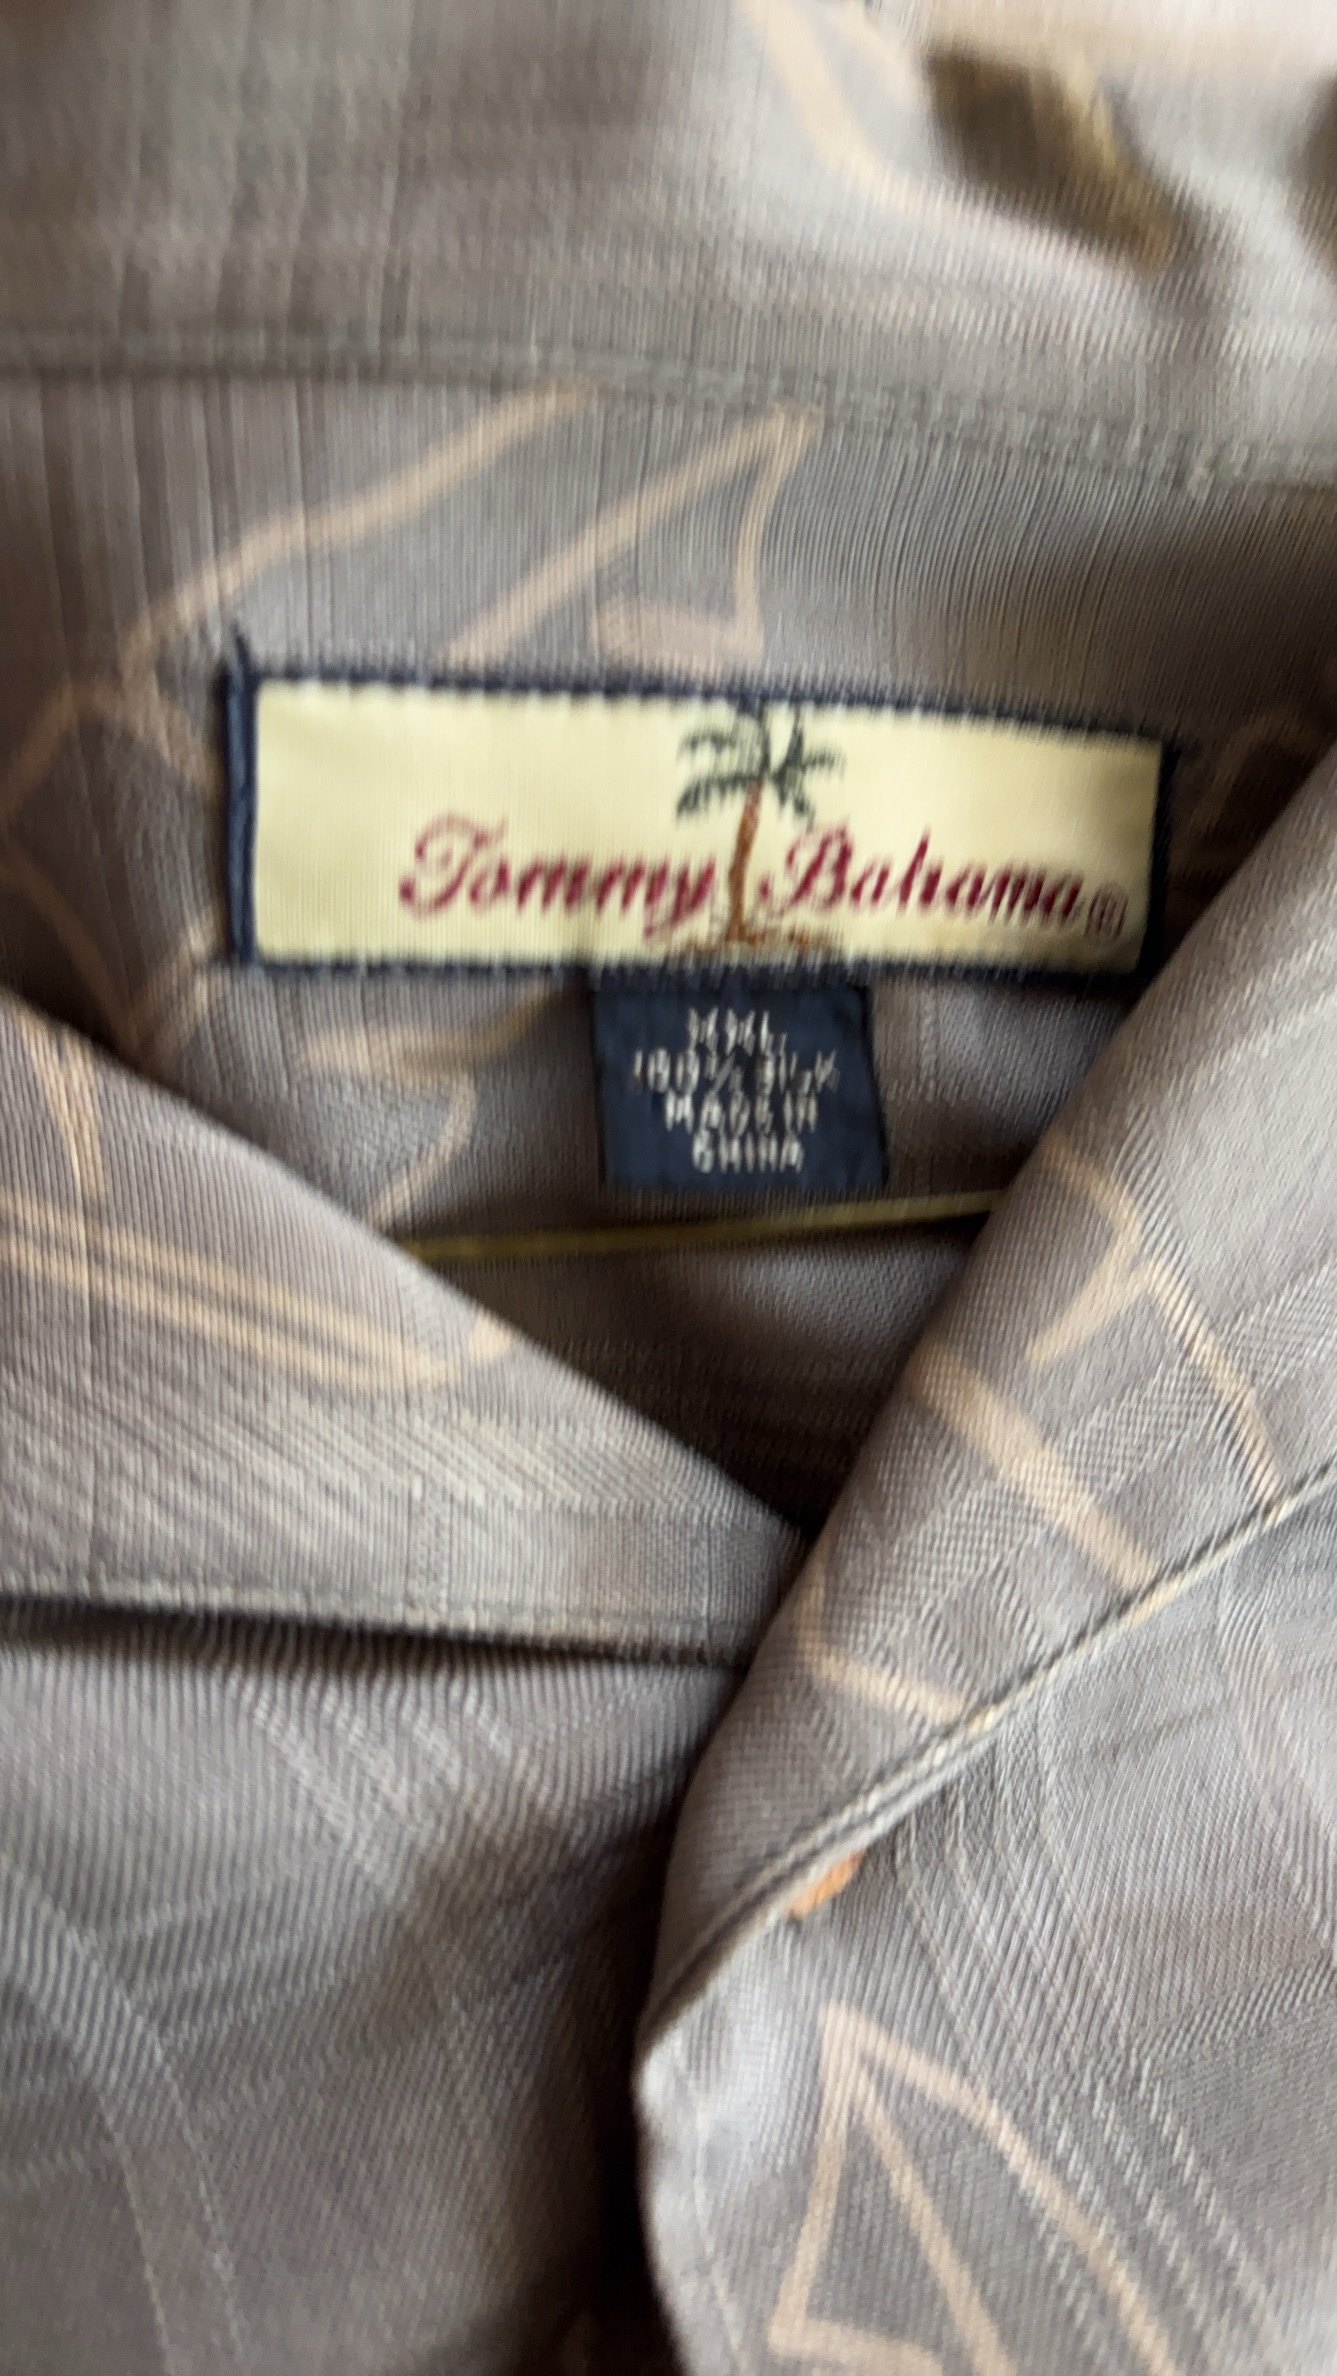 Tommy Bahama®
XXL
100% SILK
MADE IN
CHINA